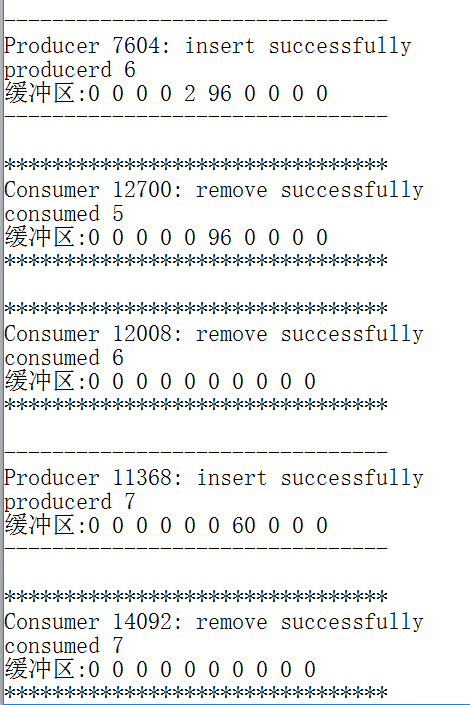 --------------------------------
Producer 7604: insert successfully
producerd 6
缓冲区:0 0 0 0 2 96 0 0 0 0
--------------------------------
********************************
Consumer 12700: remove successfully
consumed 5
缓冲区:0 0 0 0 0 96 0 0 0 0
********************************
********************************
Consumer 12008: remove successfully
consumed 6
缓冲区:0 0 0 0 0 0 0 0 0 0
********************************
--------------------------------
Producer 11368: insert successfully
producerd 7
缓冲区:0 0 0 0 0 0 60 0 0 0
--------------------------------
********************************
Consumer 14092: remove successfully
consumed 7
缓冲区:0 0 0 0 0 0 0 0 0 0
********************************